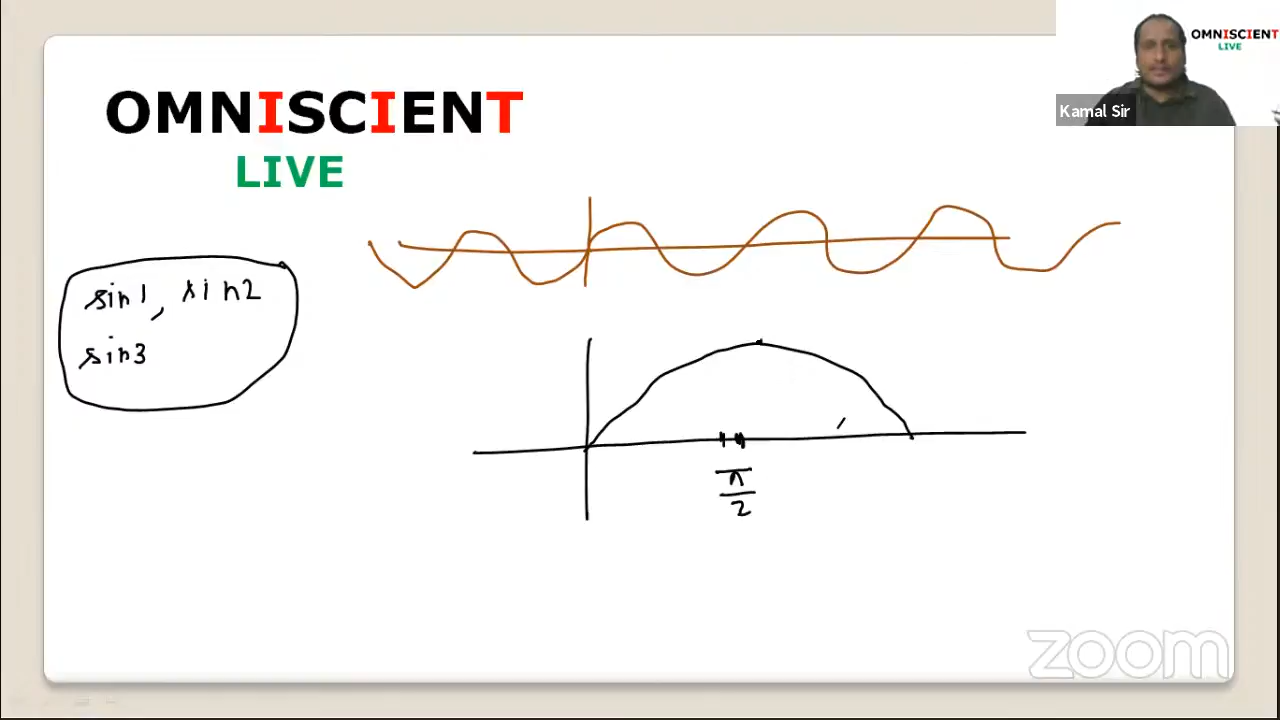 OMNISCIENT
LIVE
OMNISCIENT
LIVE
Kamal Sir
sin1, sin2
sin3
π
2
zoom